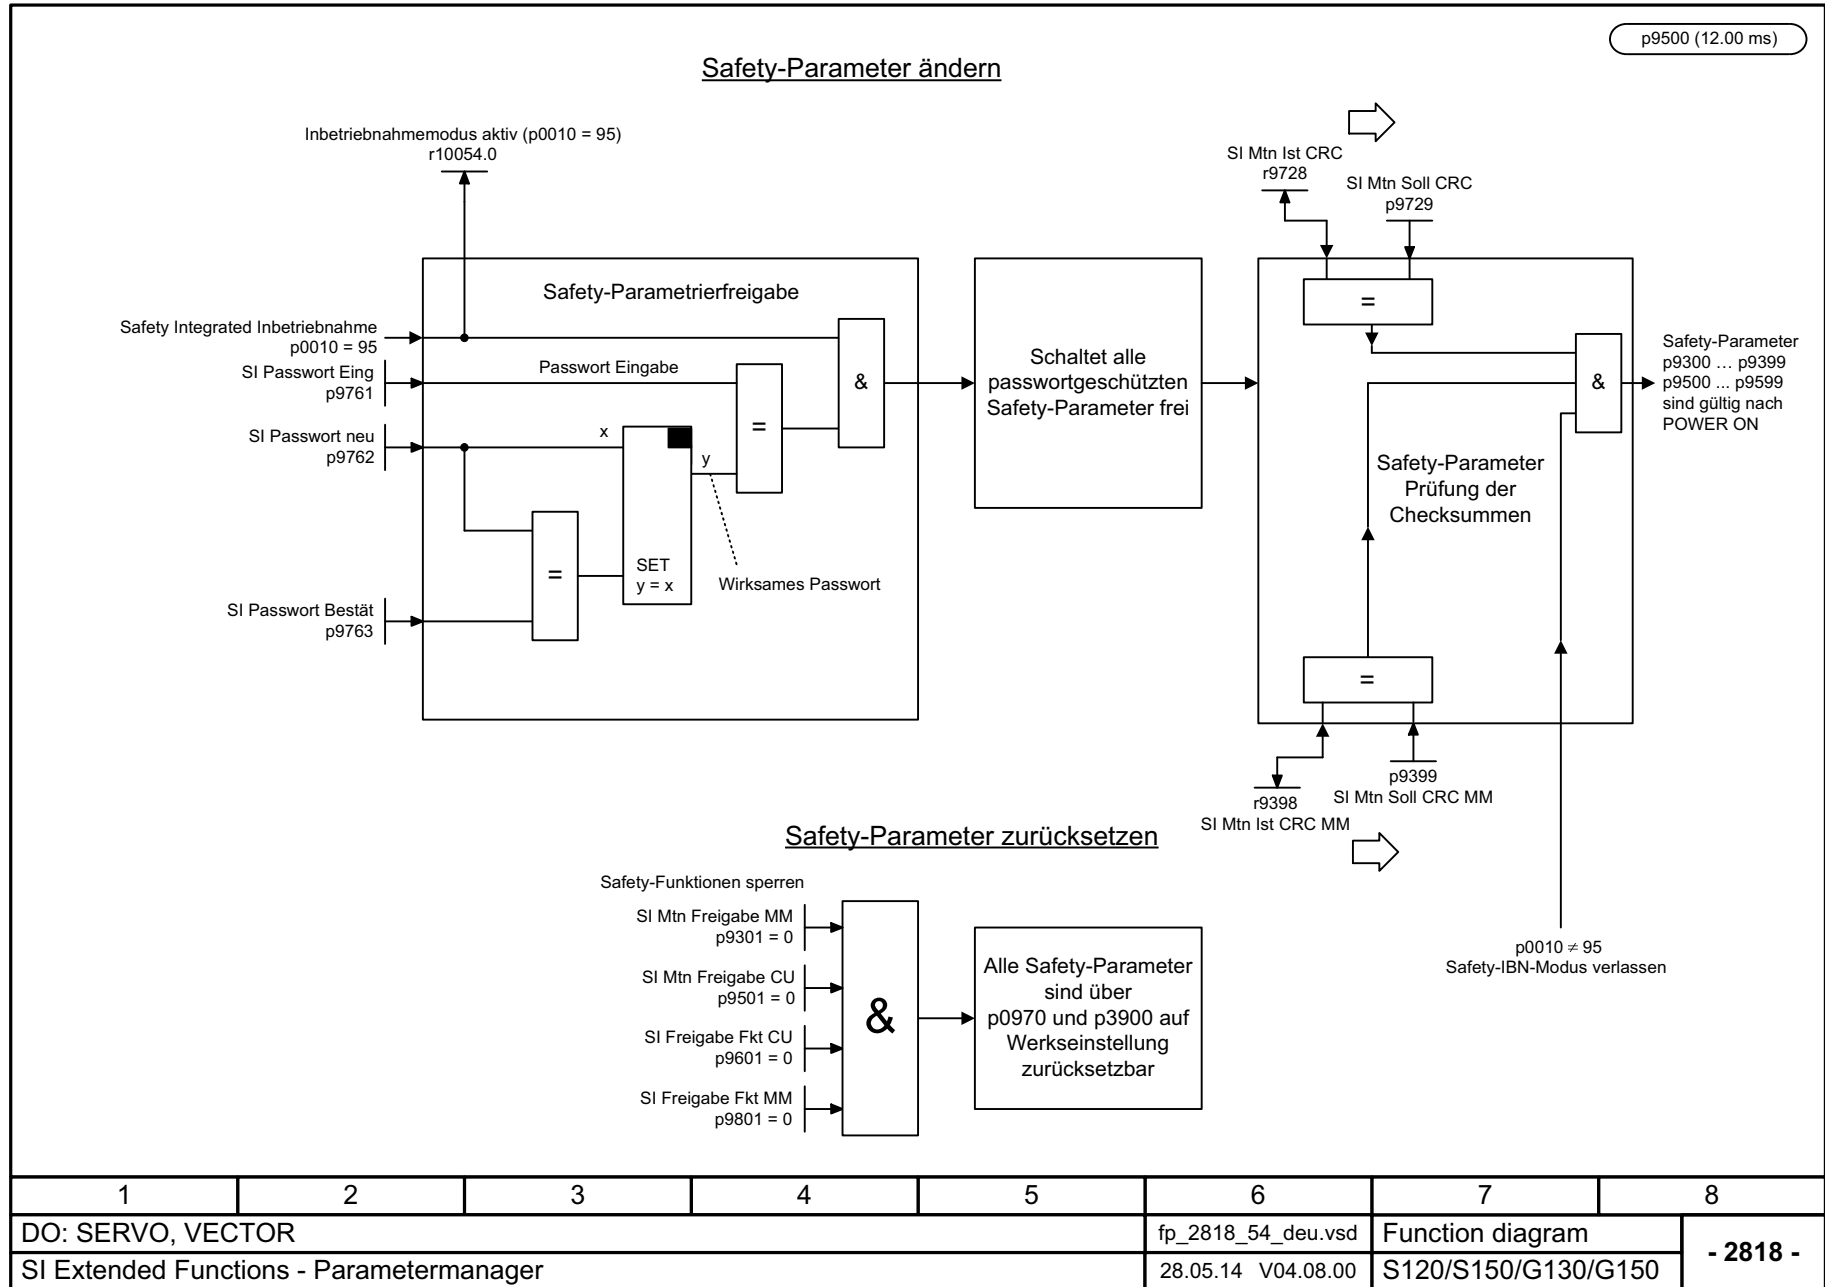 p9500 (12.00 ms)
Safety-Parameter ändern
Inbetriebnahmemodus aktiv (p0010 = 95)
r10054.0
SI Mtn Ist CRC
r9728
SI Mtn Soll CRC
p9729
Safety-Parametrierfreigabe
Safety Integrated Inbetriebnahme
p0010 = 95
SI Passwort Eing
p9761
Passwort Eingabe
SI Passwort neu
p9762
x
y
SET
y = x
=
=
&
Wirksames Passwort
SI Passwort Bestät
p9763
Schaltet alle
passwortgeschützten
Safety-Parameter frei
=
&
Safety-Parameter
Prüfung der
Checksummen
=
Safety-Parameter
p9300 … p9399
p9500 ... p9599
sind gültig nach
POWER ON
r9398
SI Mtn Ist CRC MM
p9399
SI Mtn Soll CRC MM
p0010 ≠ 95
Safety-IBN-Modus verlassen
Safety-Parameter zurücksetzen
Safety-Funktionen sperren
SI Mtn Freigabe MM
p9301 = 0
SI Mtn Freigabe CU
p9501 = 0
SI Freigabe Fkt CU
p9601 = 0
SI Freigabe Fkt MM
p9801 = 0
&
Alle Safety-Parameter
sind über
p0970 und p3900 auf
Werkseinstellung
zurücksetzbar
1 2 3 4 5 6 7 8
DO: SERVO, VECTOR
fp_2818_54_deu.vsd
Function diagram
- 2818 -
SI Extended Functions - Parametermanager
28.05.14 V04.08.00
S120/S150/G130/G150